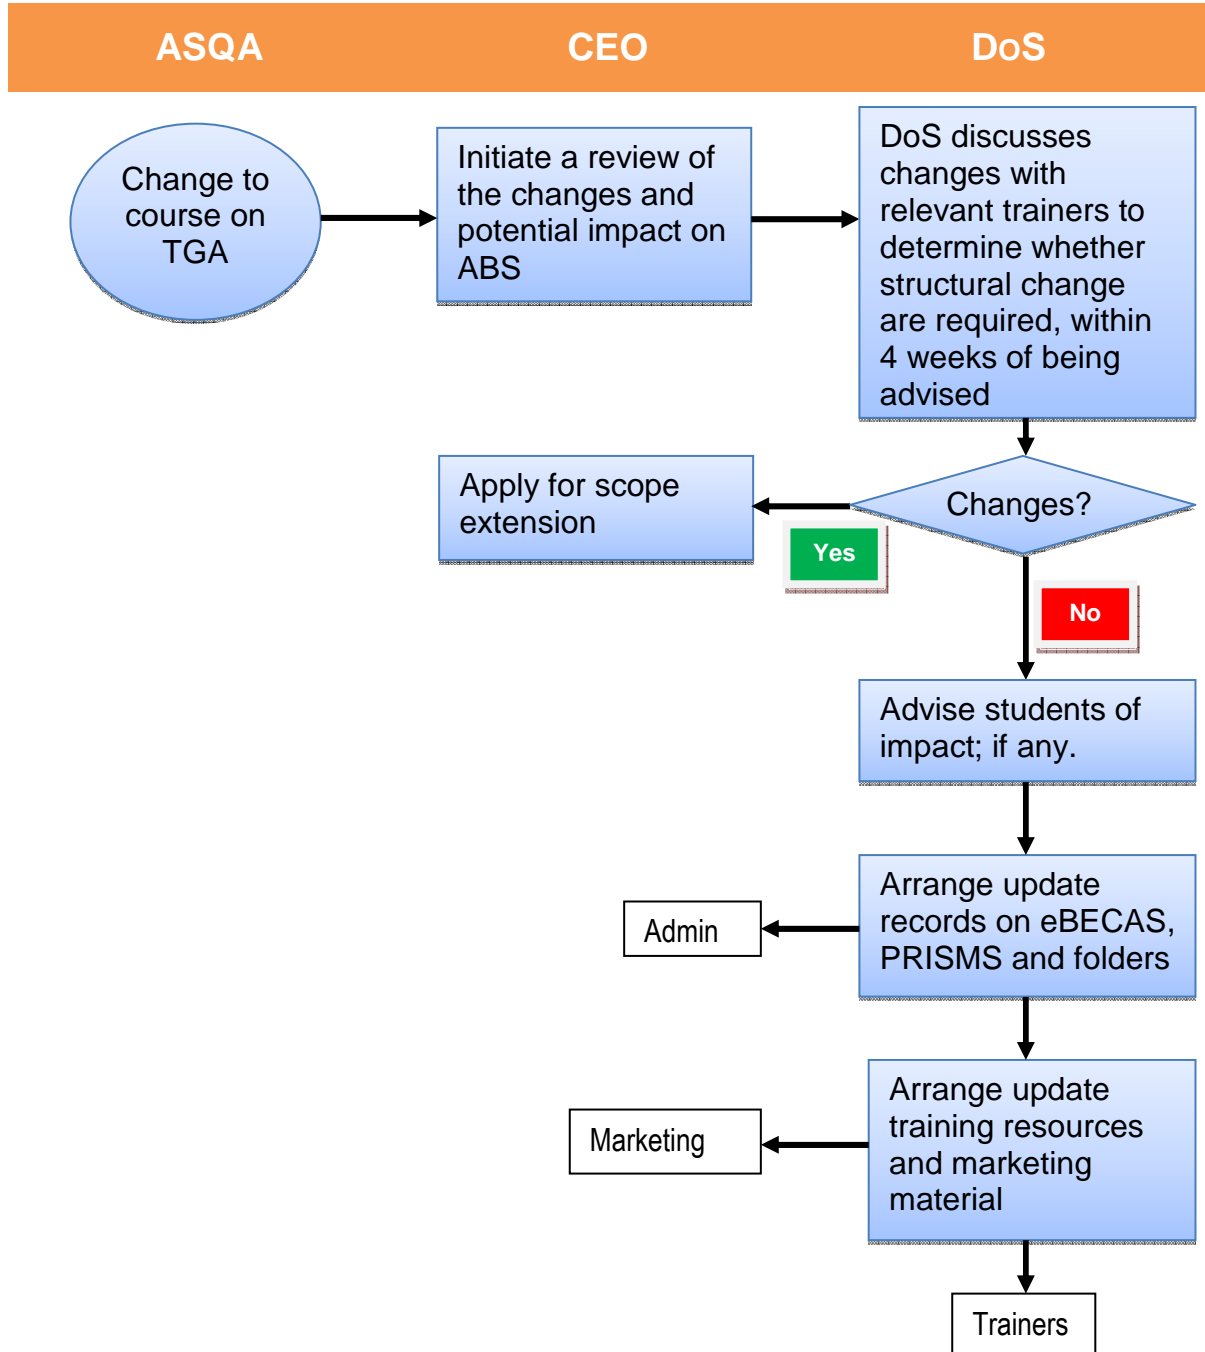 ASQA CEO DOS
Change to
course on
TGA
Initiate a review of
the changes and
potential impact on
ABS
DoS discusses
changes with
relevant trainers to
determine whether
structural change
are required, within
4 weeks of being
advised
Changes?
Yes
Apply for scope
extension
No
Advise students of
impact; if any.
Arrange update
records on eBECAS,
PRISMS and folders
Admin
Arrange update
training resources
and marketing
material
Marketing
Trainers